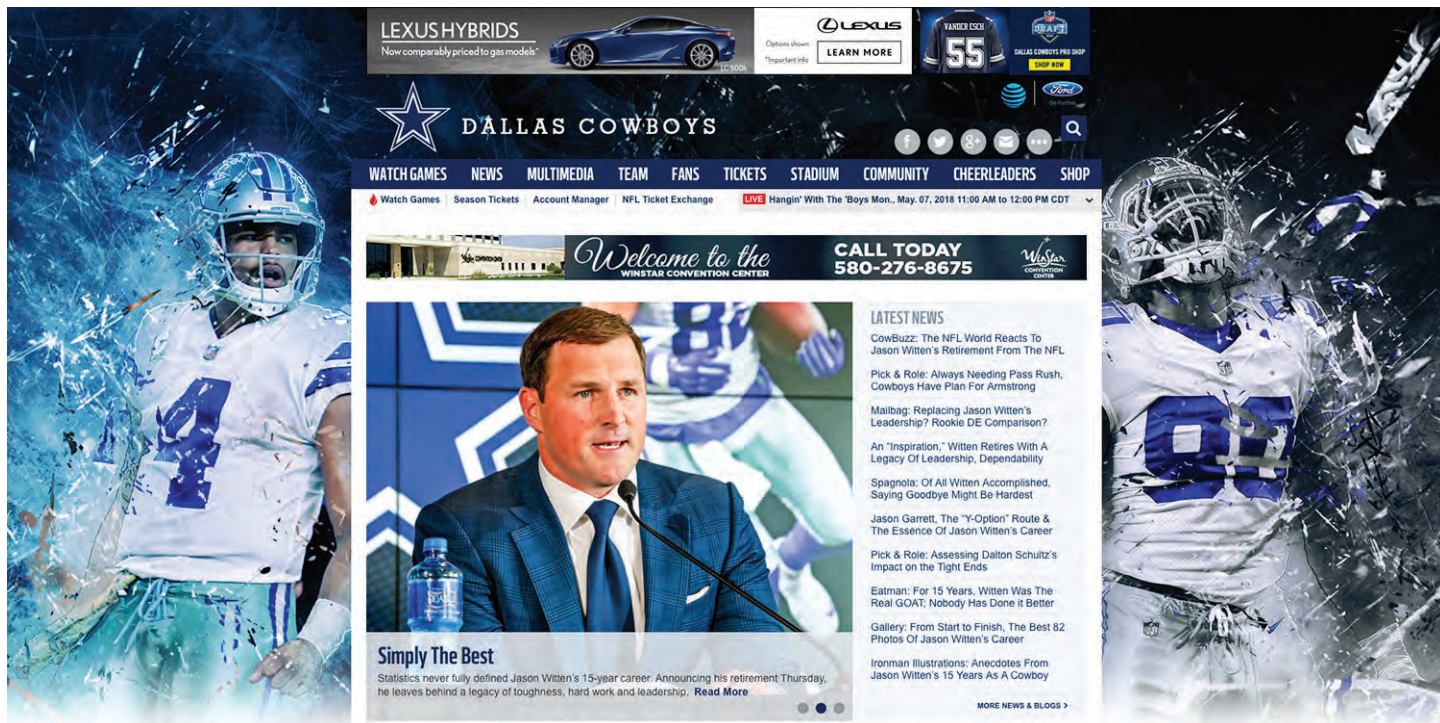 LEXUS HYBRIDS
Now comparably priced to gas models*
LC 500h
LEXUS
Options shown
*Important info
LEARN MORE
VANDER ESCH
55
NFL
DRAFT
DALLAS COWBOYS PRO SHOP
SHOP NOW
Ford
Go Further
DALLAS COWBOYS
f
8+
WATCH GAMES NEWS MULTIMEDIA TEAM FANS TICKETS STADIUM COMMUNITY CHEERLEADERS SHOP
Watch Games Season Tickets Account Manager NFL Ticket Exchange LIVE Hangin' With The 'Boys Mon., May. 07, 2018 11:00 AM to 12:00 PM CDT
Welcome to the
WINSTAR CONVENTION CENTER
CALL TODAY
580-276-8675
WinStar
CONVENTION
CENTER
4
LATEST NEWS
CowBuzz: The NFL World Reacts To
Jason Witten's Retirement From The NFL
Pick & Role: Always Needing Pass Rush,
Cowboys Have Plan For Armstrong
Mailbag: Replacing Jason Witten's
Leadership? Rookie DE Comparison?
An "Inspiration," Witten Retires With A
Legacy Of Leadership, Dependability
Spagnola: Of All Witten Accomplished,
Saying Goodbye Might Be Hardest
Jason Garrett, The "Y-Option" Route &
The Essence Of Jason Witten's Career
Pick & Role: Assessing Dalton Schultz's
Impact on the Tight Ends
Eatman: For 15 Years, Witten Was The
Real GOAT; Nobody Has Done it Better
Gallery: From Start to Finish, The Best 82
Photos Of Jason Witten's Career
Ironman Illustrations: Anecdotes From
Jason Witten's 15 Years As A Cowboy
MORE NEWS & BLOGS >
Simply The Best
Statistics never fully defined Jason Witten's 15-year career. Announcing his retirement Thursday,
he leaves behind a legacy of toughness, hard work and leadership. Read More